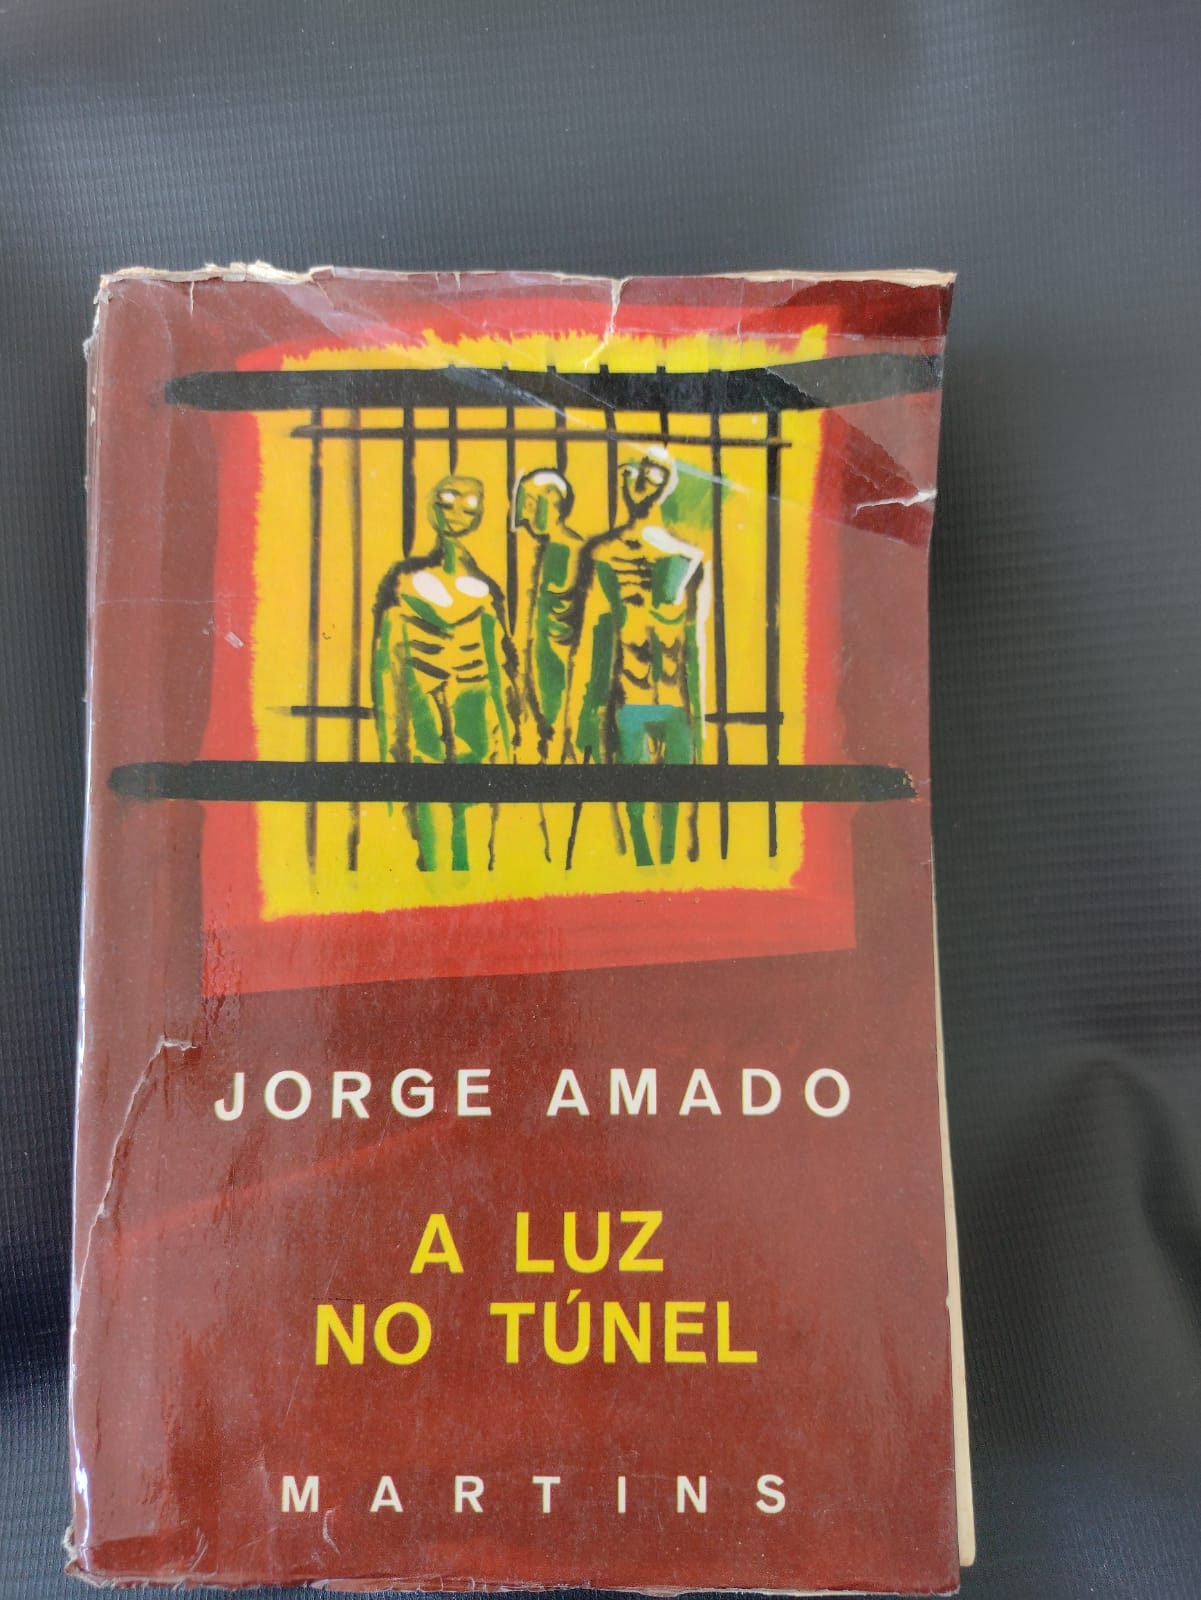 JORGE AMADO
A LUZ
NO TÚNEL
MARTINS